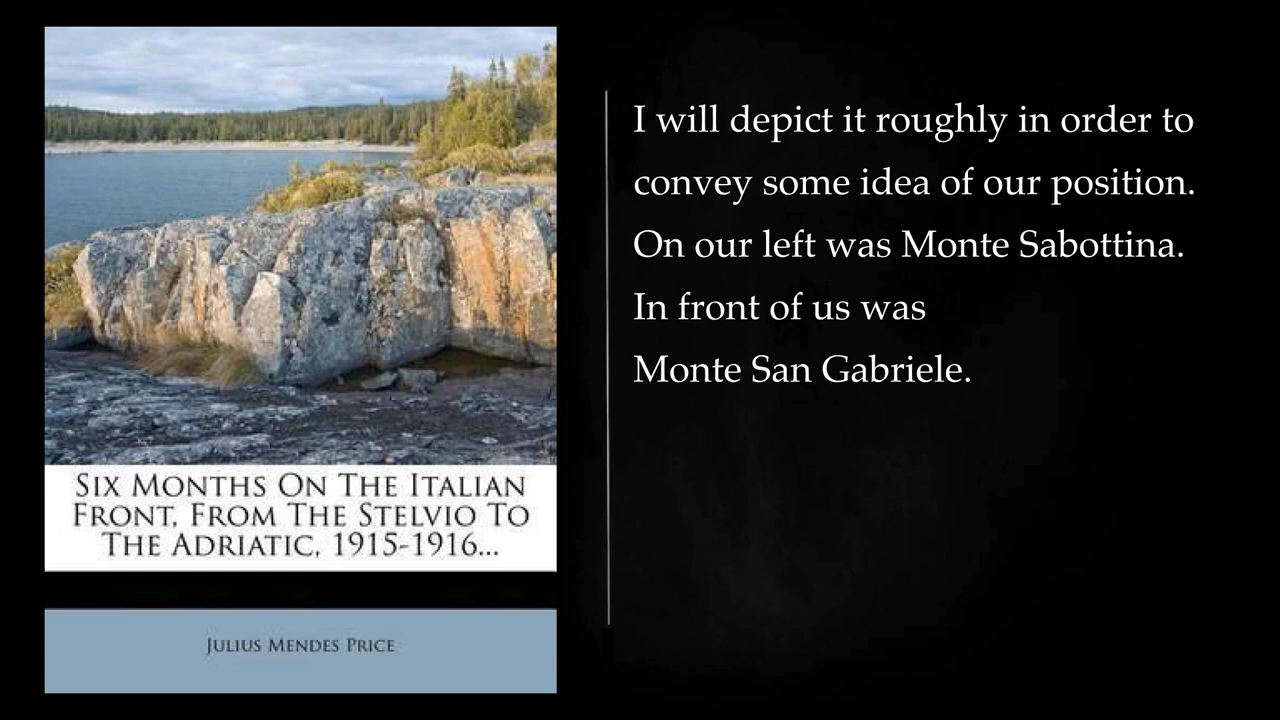 I will depict it roughly in order to
convey some idea of our position.
On our left was Monte Sabottina.
In front of us was
Monte San Gabriele.
Six Months On The Italian
Front, From The Stelvio To
The Adriatic, 1915-1916...
Julius Mendes Price